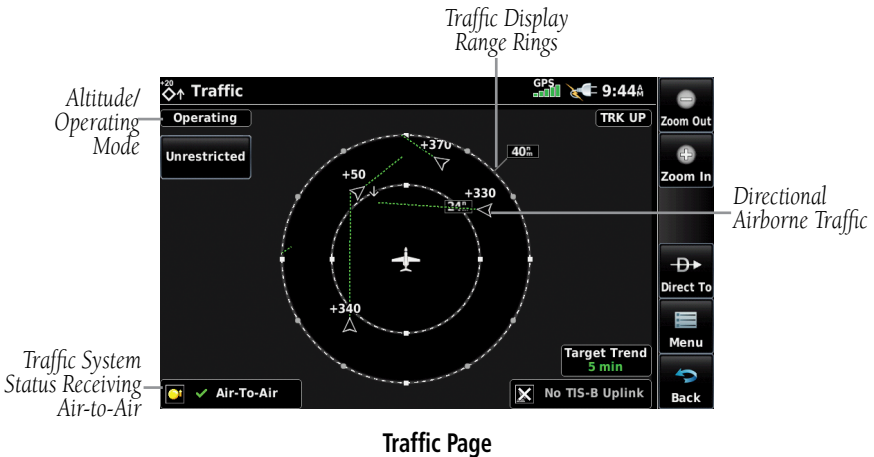 Traffic Display
Range Rings
Altitude/
Operating
Mode
+20
Traffic
GPS
9:44
Operating
TRK UP
Zoom Out
Unrestricted
+370
40
Zoom In
+50
+330
Directional
Airborne Traffic
Direct To
+340
Menu
Target Trend
5 min
Traffic System
Status Receiving
Air-to-Air
Air-To-Air
No TIS-B Uplink
Back
Traffic Page